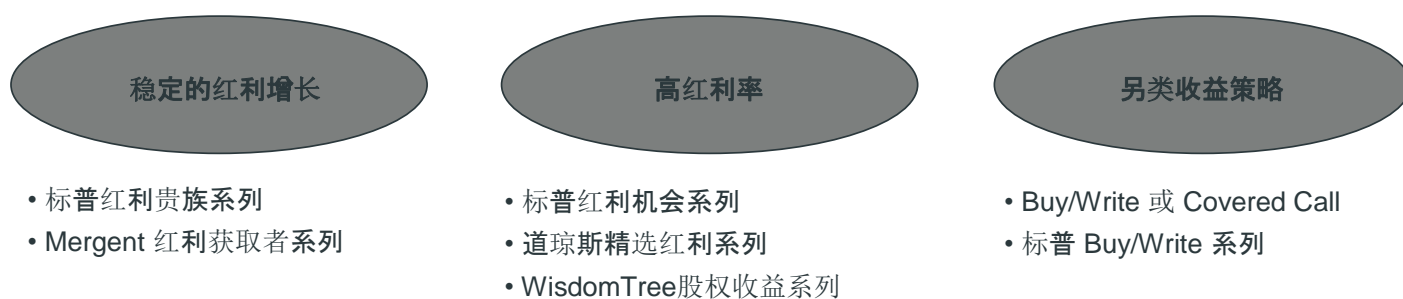 稳定的红利增长
• 标普红利贵族系列
• Mergent 红利获取者系列
高红利率
• 标普红利机会系列
• 道琼斯精选红利系列
• WisdomTree股权收益系列
另类收益策略
• Buy/Write 或 Covered Call
• 标普 Buy/Write 系列